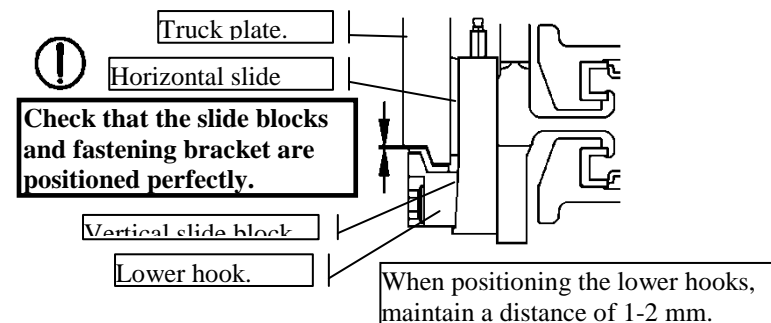 Truck plate.
Horizontal slide
Check that the slide blocks
and fastening bracket are
positioned perfectly.
Vertical slide block
Lower hook.
When positioning the lower hooks,
maintain a distance of 1-2 mm.